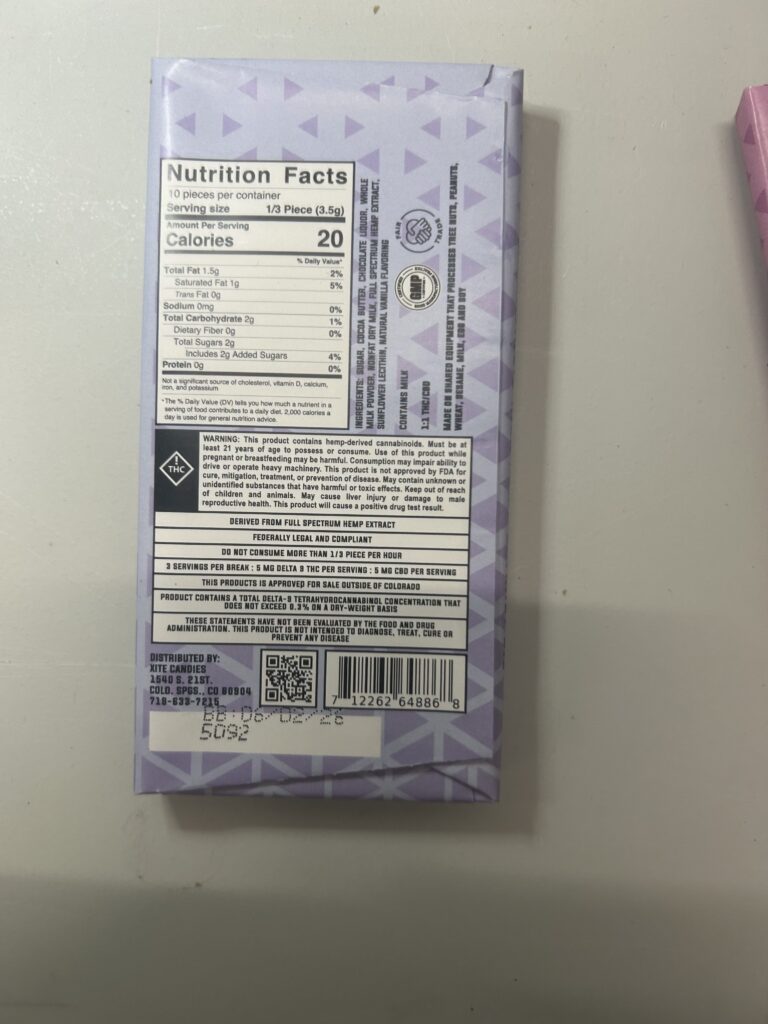 Nutrition Facts
10 pieces per container
Serving size 1/3 Piece (3.5g)
Amount Per Serving
Calories 20
% Daily Value*
Total Fat 1.5g 2%
Saturated Fat 1g 5%
Trans Fat 0g
Sodium 0mg 0%
Total Carbohydrate 2g 1%
Dietary Fiber 0g 0%
Total Sugars 2g
Includes 2g Added Sugars 4%
Protein 0g 0%
Not a significant source of cholesterol, vitamin D, calcium,
iron, and potassium
*The % Daily Value (DV) tells you how much a nutrient in a
serving of food contributes to a daily diet. 2,000 calories a
day is used for general nutrition advice.
INGREDIENTS: SUGAR, COCOA BUTTER, CHOCOLATE LIQUOR, WHOLE
MILK POWDER, NONFAT DRY MILK, FULL SPECTRUM HEMP EXTRACT,
SUNFLOWER LECITHIN, NATURAL VANILLA FLAVORING
CONTAINS MILK
1:1 THC/CBD
MADE ON SHARED EQUIPMENT THAT PROCESSES TREE NUTS, PEANUTS,
WHEAT, SESAME, MILK, EGG AND SOY
FAIR TRADE
GMP
!
THC
WARNING: This product contains hemp-derived cannabinoids. Must be at
least 21 years of age to possess or consume. Use of this product while
pregnant or breastfeeding may be harmful. Consumption may impair ability to
drive or operate heavy machinery. This product is not approved by FDA for
cure, mitigation, treatment, or prevention of disease. May contain unknown or
unidentified substances that have harmful or toxic effects. Keep out of reach
of children and animals. May cause liver injury or damage to male
reproductive health. This product will cause a positive drug test result.
DERIVED FROM FULL SPECTRUM HEMP EXTRACT
FEDERALLY LEGAL AND COMPLIANT
DO NOT CONSUME MORE THAN 1/3 PIECE PER HOUR
3 SERVINGS PER BREAK : 5 MG DELTA 9 THC PER SERVING : 5 MG CBD PER SERVING
THIS PRODUCTS IS APPROVED FOR SALE OUTSIDE OF COLORADO
PRODUCT CONTAINS A TOTAL DELTA-9 TETRAHYDROCANNABINOL CONCENTRATION THAT
DOES NOT EXCEED 0.3% ON A DRY-WEIGHT BASIS
THESE STATEMENTS HAVE NOT BEEN EVALUATED BY THE FOOD AND DRUG
ADMINISTRATION. THIS PRODUCT IS NOT INTENDED TO DIAGNOSE, TREAT, CURE OR
PREVENT ANY DISEASE
DISTRIBUTED BY:
XITE CANDIES
1540 S. 21ST.
COLO. SPGS., CO 80904
719-633-7215
7 12262 64886 8
BB:06/02/26
5092